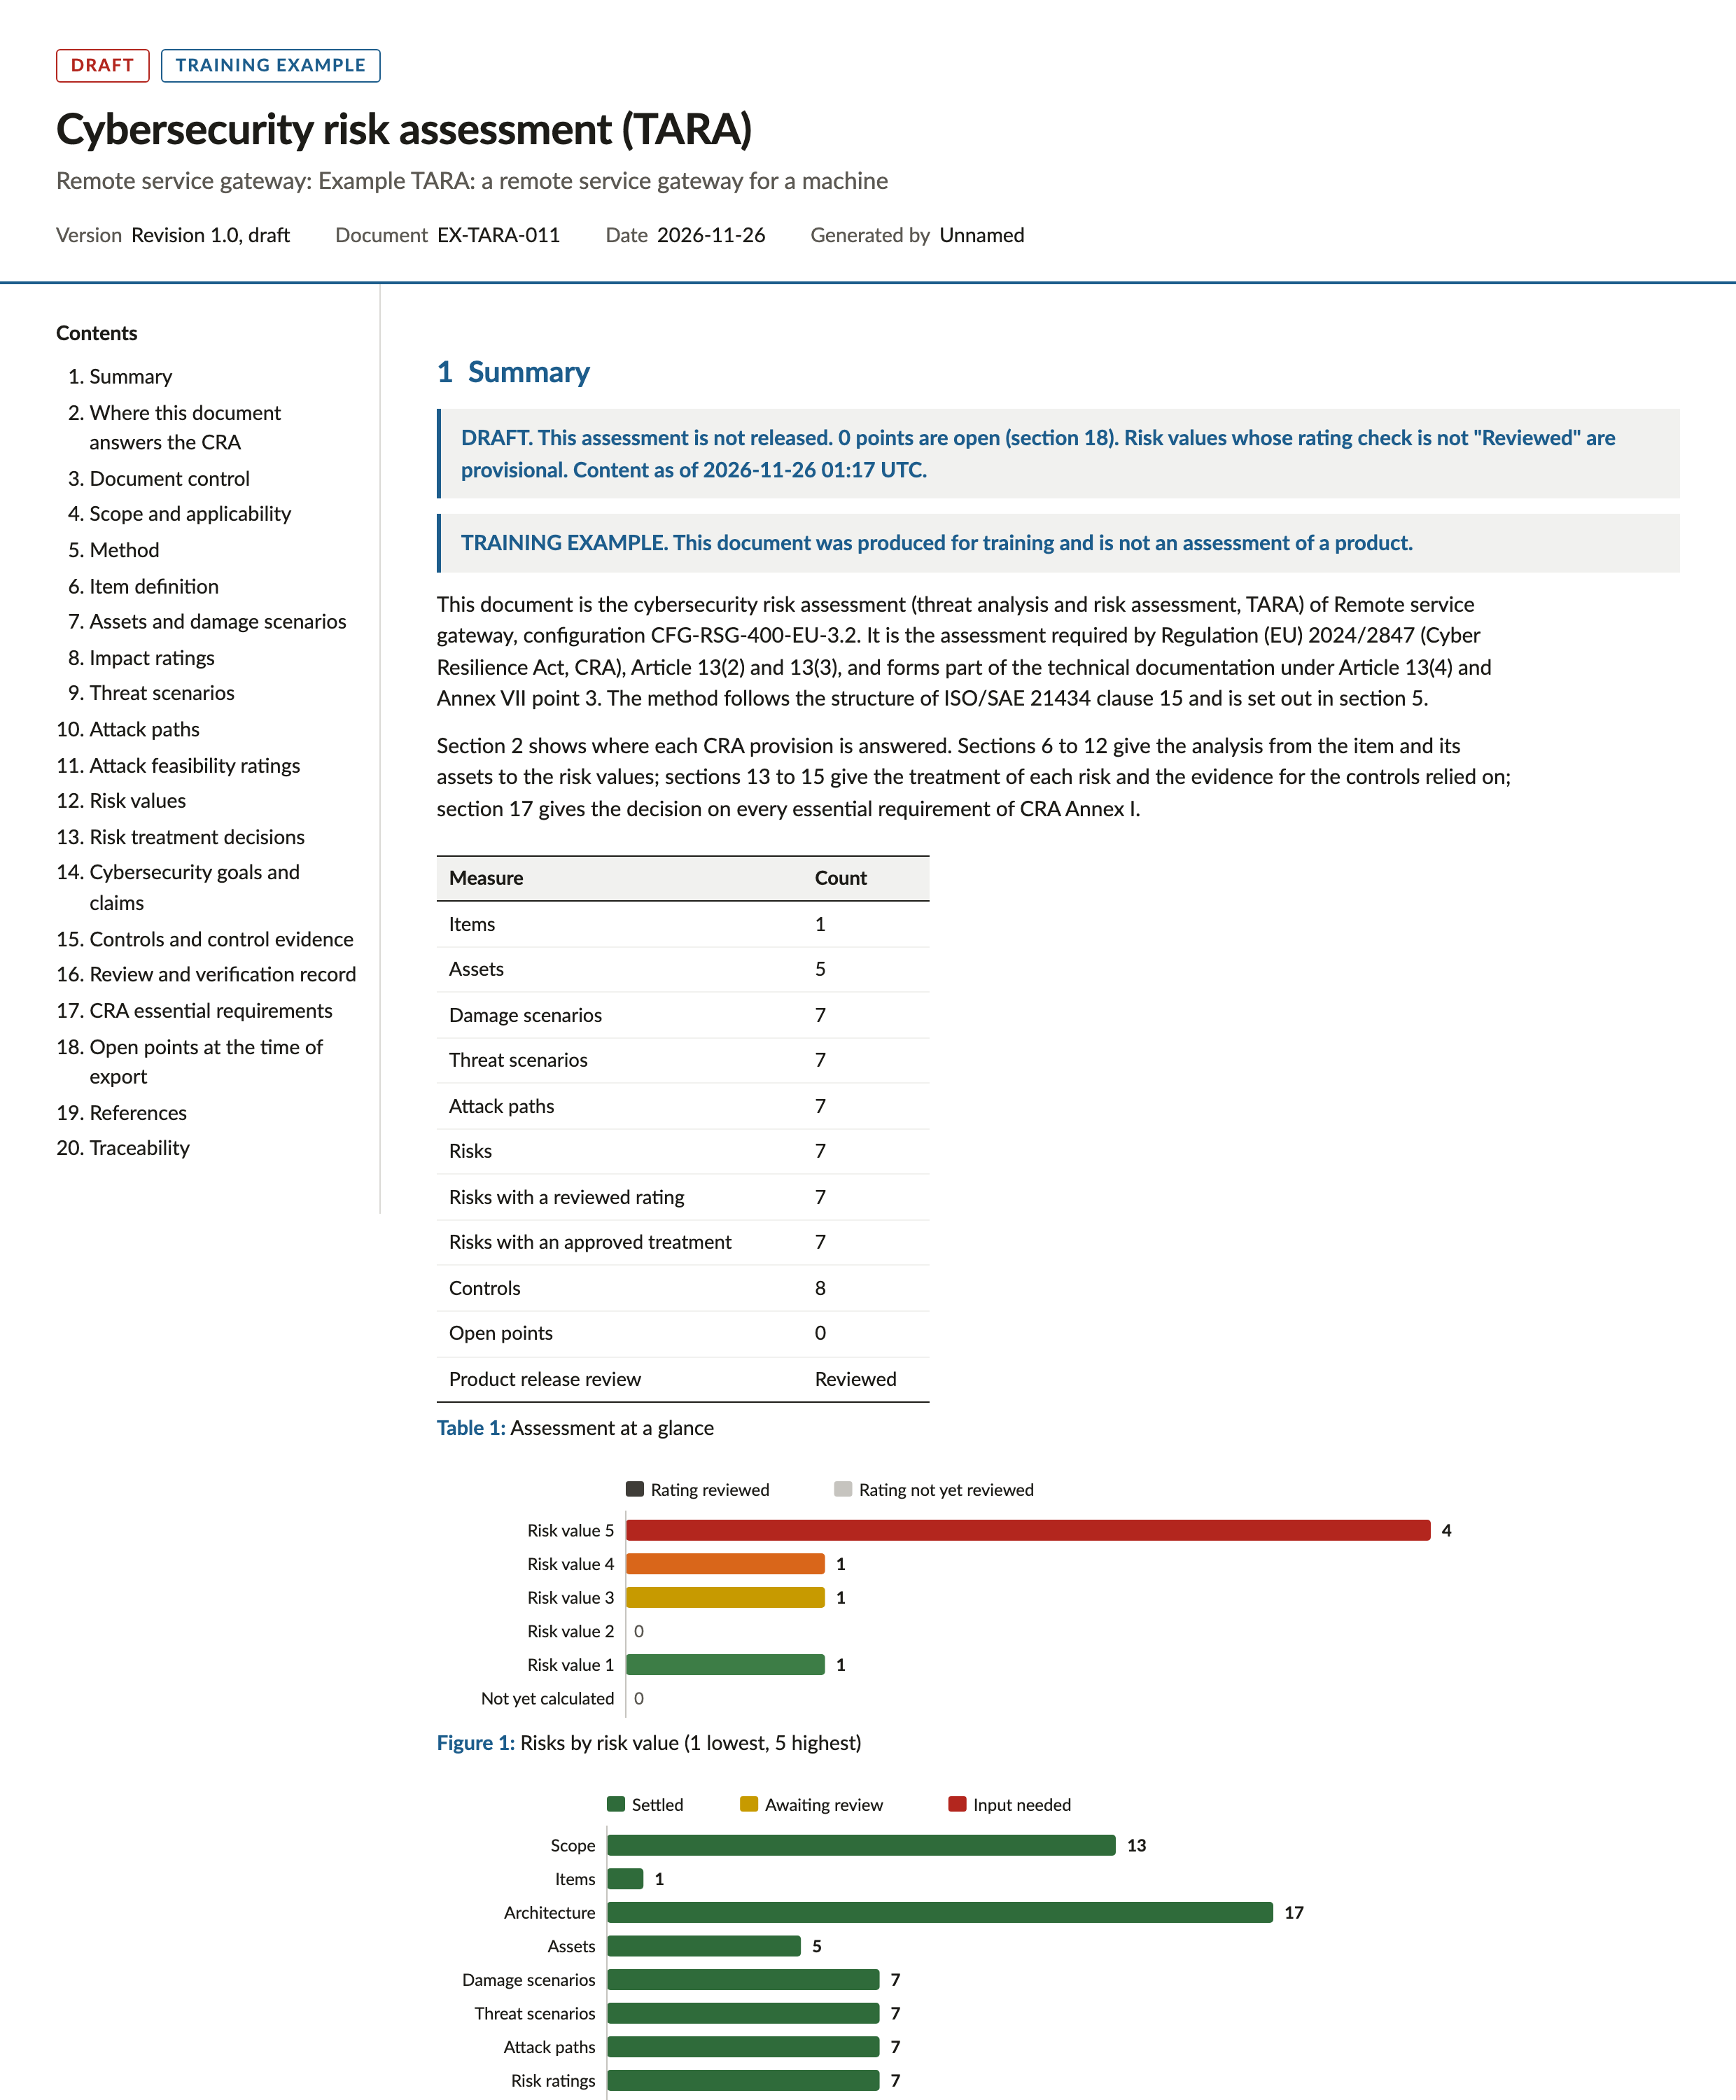 DRAFT TRAINING EXAMPLE
Cybersecurity risk assessment (TARA)
Remote service gateway: Example TARA: a remote service gateway for a machine
Version Revision 1.0, draft Document EX-TARA-011 Date 2026-11-26 Generated by Unnamed
Contents
1. Summary
2. Where this document
answers the CRA
3. Document control
4. Scope and applicability
5. Method
6. Item definition
7. Assets and damage scenarios
8. Impact ratings
9. Threat scenarios
10. Attack paths
11. Attack feasibility ratings
12. Risk values
13. Risk treatment decisions
14. Cybersecurity goals and
claims
15. Controls and control evidence
16. Review and verification record
17. CRA essential requirements
18. Open points at the time of
export
19. References
20. Traceability
1 Summary
DRAFT. This assessment is not released. 0 points are open (section 18). Risk values whose rating check is not "Reviewed" are
provisional. Content as of 2026-11-26 01:17 UTC.
TRAINING EXAMPLE. This document was produced for training and is not an assessment of a product.
This document is the cybersecurity risk assessment (threat analysis and risk assessment, TARA) of Remote service
gateway, configuration CFG-RSG-400-EU-3.2. It is the assessment required by Regulation (EU) 2024/2847 (Cyber
Resilience Act, CRA), Article 13(2) and 13(3), and forms part of the technical documentation under Article 13(4) and
Annex VII point 3. The method follows the structure of ISO/SAE 21434 clause 15 and is set out in section 5.
Section 2 shows where each CRA provision is answered. Sections 6 to 12 give the analysis from the item and its
assets to the risk values; sections 13 to 15 give the treatment of each risk and the evidence for the controls relied on;
section 17 gives the decision on every essential requirement of CRA Annex I.
Measure Count
Items 1
Assets 5
Damage scenarios 7
Threat scenarios 7
Attack paths 7
Risks 7
Risks with a reviewed rating 7
Risks with an approved treatment 7
Controls 8
Open points 0
Product release review Reviewed
Table 1: Assessment at a glance
Rating reviewed Rating not yet reviewed
Risk value 5 4
Risk value 4 1
Risk value 3 1
Risk value 2 0
Risk value 1 1
Not yet calculated 0
Figure 1: Risks by risk value (1 lowest, 5 highest)
Settled Awaiting review Input needed
Scope 13
Items 1
Architecture 17
Assets 5
Damage scenarios 7
Threat scenarios 7
Attack paths 7
Risk ratings 7